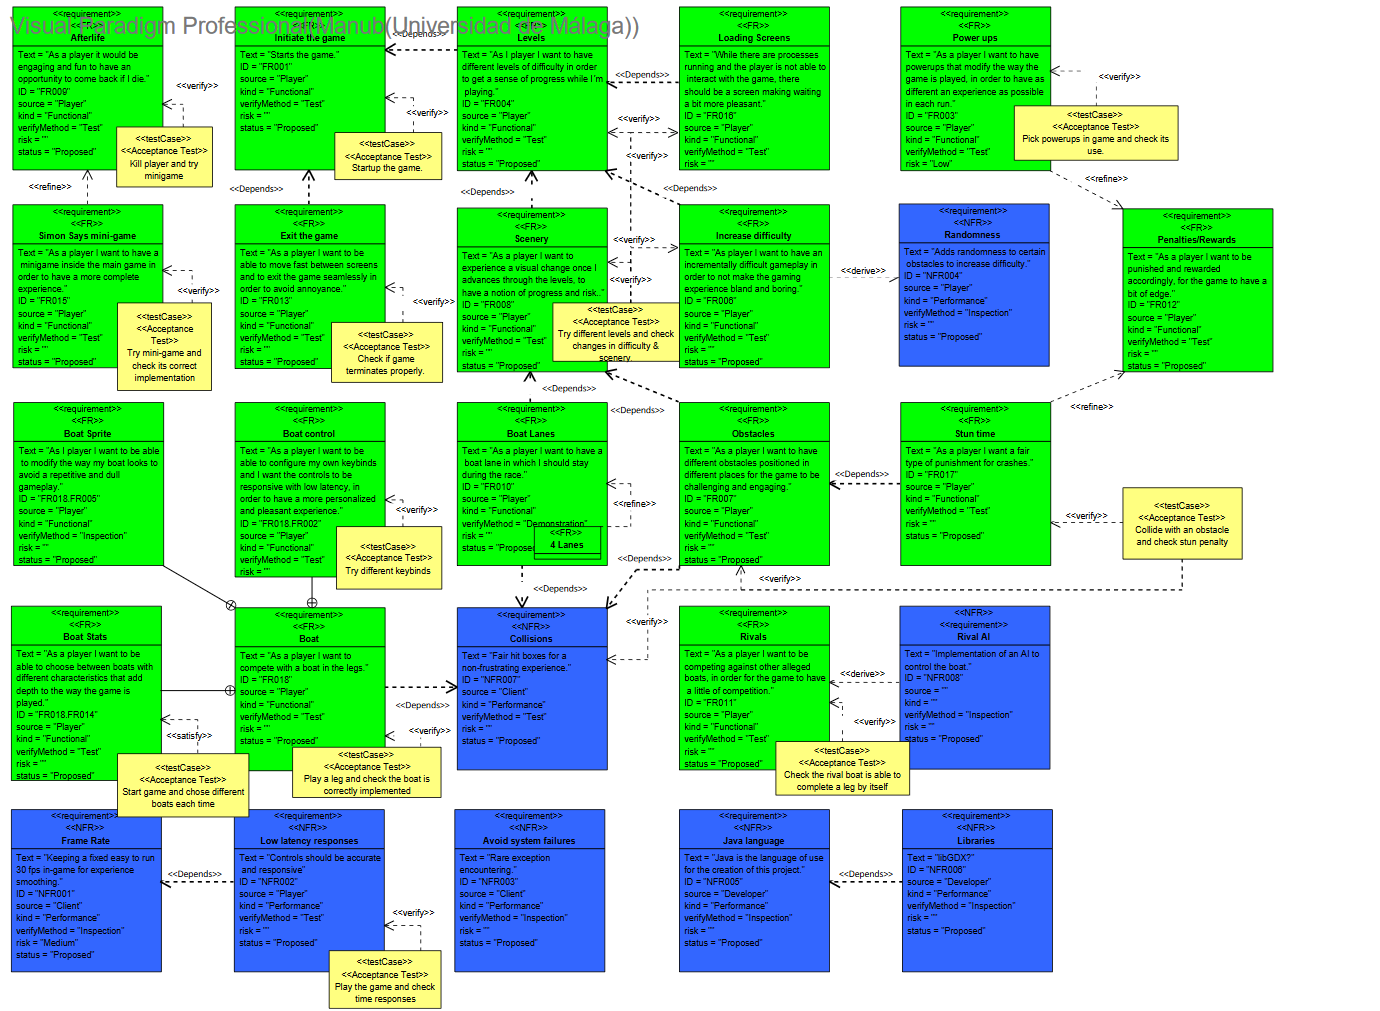 Visual Paradigm Professional(Manub(Universidad de Málaga))
<<requirement>>
<<FR>>
Afterlife
Text = "As a player it would be
engaging and fun to have an
opportunity to come back if I die."
ID = "FR009"
source = "Player"
kind = "Functional"
verifyMethod = "Test"
risk = ""
status = "Proposed"
<<verify>>
<<testCase>>
<<Acceptance Test>>
Kill player and try
minigame
<<requirement>>
<<FR>>
Initiate the game
Text = "Starts the game."
ID = "FR001"
source = "Player"
kind = "Functional"
verifyMethod = "Test"
risk = ""
status = "Proposed"
<<Depends>>
<<verify>>
<<testCase>>
<<Acceptance Test>>
Startup the game.
<<requirement>>
<<FR>>
Levels
Text = "As I player I want to have
different levels of difficulty in order
to get a sense of progress while I´m
playing."
ID = "FR004"
source = "Player"
kind = "Functional"
verifyMethod = "Test"
risk = ""
status = "Proposed"
<<Depends>>
<<verify>>
<<requirement>>
<<FR>>
Loading Screens
Text = "While there are processes
running and the player is not able to
interact with the game, there
should be a screen making waiting
a bit more pleasant."
ID = "FR016"
source = "Player"
kind = "Functional"
verifyMethod = "Test"
risk = ""
<<requirement>>
<<FR>>
Power ups
Text = "As a player I want to have
powerups that modify the way the
game is played, in order to have as
different an experience as possible
in each run."
ID = "FR003"
source = "Player"
kind = "Functional"
verifyMethod = "Test"
risk = "Low"
<<verify>>
<<testCase>>
<<Acceptance Test>>
Pick powerups in game and check its
use.
<<refine>>
<<refine>>
<<Depends>>
<<Depends>>
<<Depends>>
<<requirement>>
<<FR>>
Simon Says mini-game
Text = "As a player I want to have a
minigame inside the main game in
order to have a more complete
experience."
ID = "FR015"
source = "Player"
kind = "Functional"
verifyMethod = "Test"
risk = ""
status = "Proposed"
<<verify>>
<<testCase>>
<<Acceptance
Test>>
Try mini-game and
check its correct
implementation
<<requirement>>
<<FR>>
Exit the game
Text = "As a player I want to be
able to move fast between screens
and to exit the game seamlessly in
order to avoid annoyance."
ID = "FR013"
source = "Player"
kind = "Functional"
verifyMethod = "Test"
risk = ""
status = "Proposed"
<<verify>>
<<testCase>>
<<Acceptance Test>>
Check if game
terminates properly.
<<requirement>>
<<FR>>
Scenery
Text = "As a player I want to
experience a visual change once I
advances through the levels, to
have a notion of progress and risk."
ID = "FR008"
source = "Player"
kind = "Functional"
verifyMethod = "Test"
risk = ""
status = "Proposed"
<<verify>>
<<verify>>
<<testCase>>
<<Acceptance Test>>
Try different levels and check
changes in difficulty &
scenery.
<<requirement>>
<<FR>>
Increase difficulty
Text = "As a player I want to have an
incrementally difficult gameplay in
order to not make the gaming
experience bland and boring."
ID = "FR006"
source = "Player"
kind = "Functional"
verifyMethod = "Test"
risk = ""
status = "Proposed"
<<derive>>
<<requirement>>
<<NFR>>
Randomness
Text = "Adds randomness to certain
obstacles to increase difficulty."
ID = "NFR004"
source = "Player"
kind = "Performance"
verifyMethod = "Inspection"
risk = ""
status = "Proposed"
<<requirement>>
<<FR>>
Penalties/Rewards
Text = "As a player I want to be
punished and rewarded
accordingly, for the game to have a
bit of edge."
ID = "FR012"
source = "Player"
kind = "Functional"
verifyMethod = "Test"
risk = ""
status = "Proposed"
<<Depends>>
<<Depends>>
<<refine>>
<<requirement>>
<<FR>>
Boat Sprite
Text = "As a player I want to be able
to modify the way my boat looks to
avoid a repetitive and dull
gameplay."
ID = "FR018.FR005"
source = "Player"
kind = "Functional"
verifyMethod = "Inspection"
risk = ""
status = "Proposed"
<<requirement>>
<<FR>>
Boat control
Text = "As a player I want to be
able to configure my own keybinds
and I want the controls to be
responsive with low latency, in
order to have a more personalized
and pleasant experience."
ID = "FR018.FR002"
source = "Player"
kind = "Functional"
verifyMethod = "Test"
risk = ""
<<verify>>
<<testCase>>
<<Acceptance Test>>
Try different keybinds
<<requirement>>
<<FR>>
Boat Lanes
Text = "As a player I want to have a
boat lane in which I should stay
during the race."
ID = "FR010"
source = "Player"
kind = "Functional"
verifyMethod = "Demonstration"
risk = ""
status = "Proposed
<<refine>>
<<FR>>
4 Lanes
<<requirement>>
<<FR>>
Obstacles
Text = "As a player I want to have
different obstacles positioned in
different places for the game to be
challenging and engaging."
ID = "FR007"
source = "Player"
kind = "Functional"
verifyMethod = "Test"
risk = ""
status = "Proposed"
<<Depends>>
<<requirement>>
<<FR>>
Stun time
Text = "As a player I want a fair
type of punishment for crashes."
ID = "FR017"
source = "Player"
kind = "Functional"
verifyMethod = "Test"
risk = ""
status = "Proposed"
<<verify>>
<<testCase>>
<<Acceptance Test>>
Collide with an obstacle
and check stun penalty
<<Depends>>
<<Depends>>
<<verify>>
<<verify>>
<<requirement>>
<<FR>>
Boat Stats
Text = "As a player I want to be
able to choose between boats with
different characteristics that add
depth to the way the game is
played."
ID = "FR018.FR014"
source = "Player"
kind = "Functional"
verifyMethod = "Test"
risk = ""
status = "Proposed"
<<satisfy>>
<<testCase>>
<<Acceptance Test>>
Start game and chose different
boats each time
<<requirement>>
<<FR>>
Boat
Text = "As a player I want to
compete with a boat in the legs."
ID = "FR018"
source = "Player"
kind = "Functional"
verifyMethod = "Test"
risk = ""
status = "Proposed"
<<Depends>>
<<verify>>
<<testCase>>
<<Acceptance Test>>
Play a leg and check the boat is
correctly implemented
<<requirement>>
<<NFR>>
Collisions
Text = "Fair hit boxes for a
non-frustrating experience."
ID = "NFR007"
source = "Client"
kind = "Performance"
verifyMethod = "Test"
risk = ""
status = "Proposed"
<<requirement>>
<<FR>>
Rivals
Text = "As a player I want to be
competing against other alleged
boats, in order for the game to have
a little of competition."
ID = "FR011"
source = "Player"
kind = "Functional"
verifyMethod = "Test"
risk = ""
status = "Proposed"
<<derive>>
<<verify>>
<<testCase>>
<<Acceptance Test>>
Check the rival boat is able to
complete a leg by itself
<<NFR>>
<<requirement>>
Rival AI
Text = "Implementation of an AI to
control the boat."
ID = "NFR008"
source = ""
kind = ""
verifyMethod = "Inspection"
risk = ""
status = "Proposed"
<<requirement>>
<<NFR>>
Frame Rate
Text = "Keeping a fixed easy to run
30 fps in-game for experience
smoothing."
ID = "NFR001"
source = "Client"
kind = "Performance"
verifyMethod = "Inspection"
risk = "Medium"
status = "Proposed"
<<Depends>>
<<requirement>>
<<NFR>>
Low latency responses
Text = "Controls should be accurate
and responsive"
ID = "NFR002"
source = "Player"
kind = "Performance"
verifyMethod = "Test"
risk = ""
status = "Proposed"
<<verify>>
<<testCase>>
<<Acceptance Test>>
Play the game and check
time responses
<<requirement>>
<<NFR>>
Avoid system failures
Text = "Rare exception
encountering."
ID = "NFR003"
source = "Client"
kind = "Performance"
verifyMethod = "Inspection"
risk = ""
status = "Proposed"
<<requirement>>
<<NFR>>
Java language
Text = "Java is the language of use
for the creation of this project."
ID = "NFR005"
source = "Developer"
kind = "Performance"
verifyMethod = "Inspection"
risk = ""
status = "Proposed"
<<Depends>>
<<requirement>>
<<NFR>>
Libraries
Text = "libGDX?"
ID = "NFR006"
source = "Developer"
kind = "Performance"
verifyMethod = "Inspection"
risk = ""
status = "Proposed"